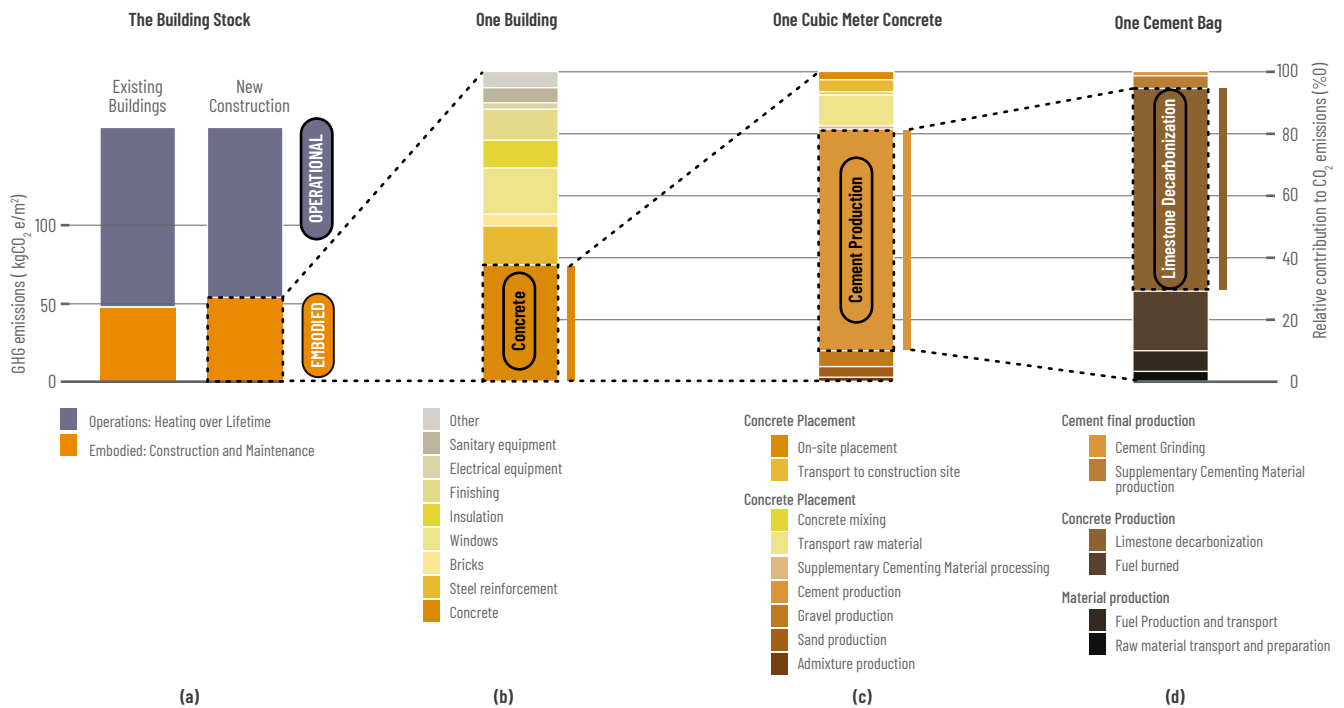 The Building Stock
One Building
One Cubic Meter Concrete
One Cement Bag
Existing
Buildings
New
Construction
OPERATIONAL
EMBODIED
GHG emissions ( kgCO2 e/m²)
100
50
0
Concrete
Cement Production
Limestone Decarbonization
100
80
60
40
20
0
Relative contribution to CO2 emissions (%0)
Operations: Heating over Lifetime
Embodied: Construction and Maintenance
Other
Sanitary equipment
Electrical equipment
Finishing
Insulation
Windows
Bricks
Steel reinforcement
Concrete
Concrete Placement
On-site placement
Transport to construction site
Concrete Placement
Concrete mixing
Transport raw material
Supplementary Cementing Material processing
Cement production
Gravel production
Sand production
Admixture production
Cement final production
Cement Grinding
Supplementary Cementing Material
production
Concrete Production
Limestone decarbonization
Fuel burned
Material production
Fuel Production and transport
Raw material transport and preparation
(a)
(b)
(c)
(d)